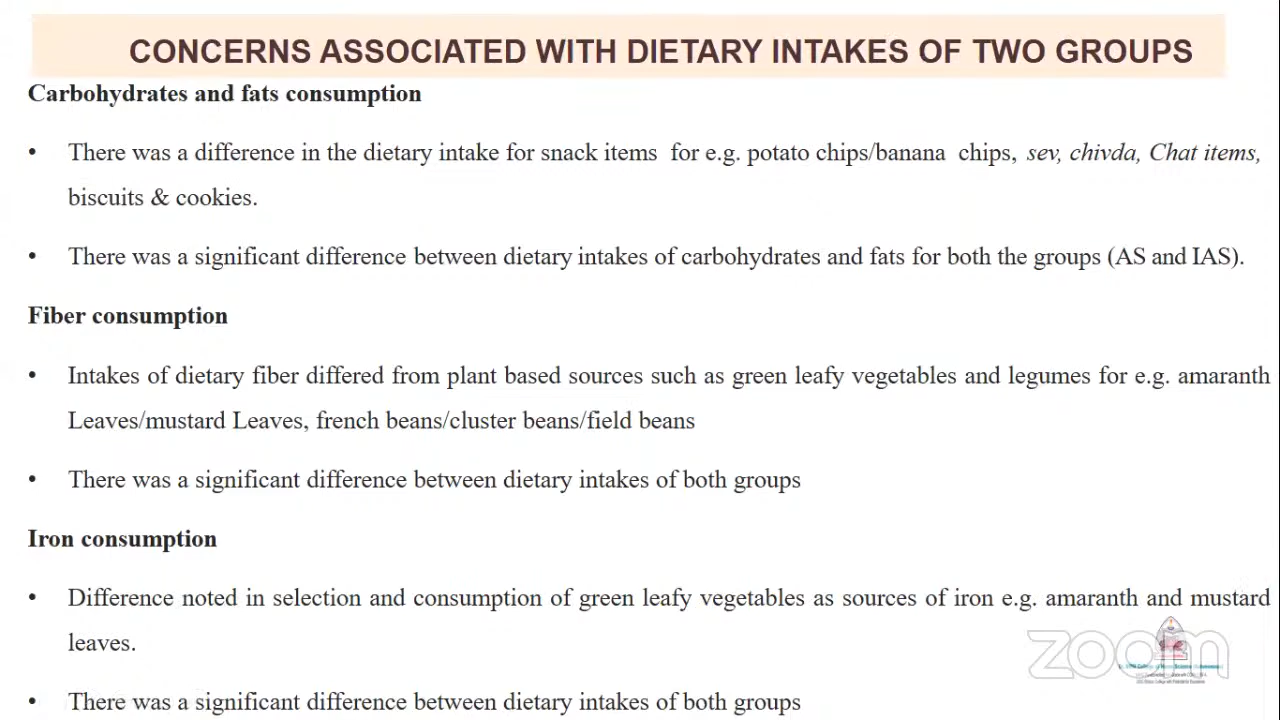 CONCERNS ASSOCIATED WITH DIETARY INTAKES OF TWO GROUPS
Carbohydrates and fats consumption
• There was a difference in the dietary intake for snack items for e.g. potato chips/banana chips, sev, chivda, Chat items,
biscuits & cookies.
• There was a significant difference between dietary intakes of carbohydrates and fats for both the groups (AS and IAS).
Fiber consumption
• Intakes of dietary fiber differed from plant based sources such as green leafy vegetables and legumes for e.g. amaranth
Leaves/mustard Leaves, french beans/cluster beans/field beans
• There was a significant difference between dietary intakes of both groups
Iron consumption
• Difference noted in selection and consumption of green leafy vegetables as sources of iron e.g. amaranth and mustard
leaves.
zoom
• There was a significant difference between dietary intakes of both groups